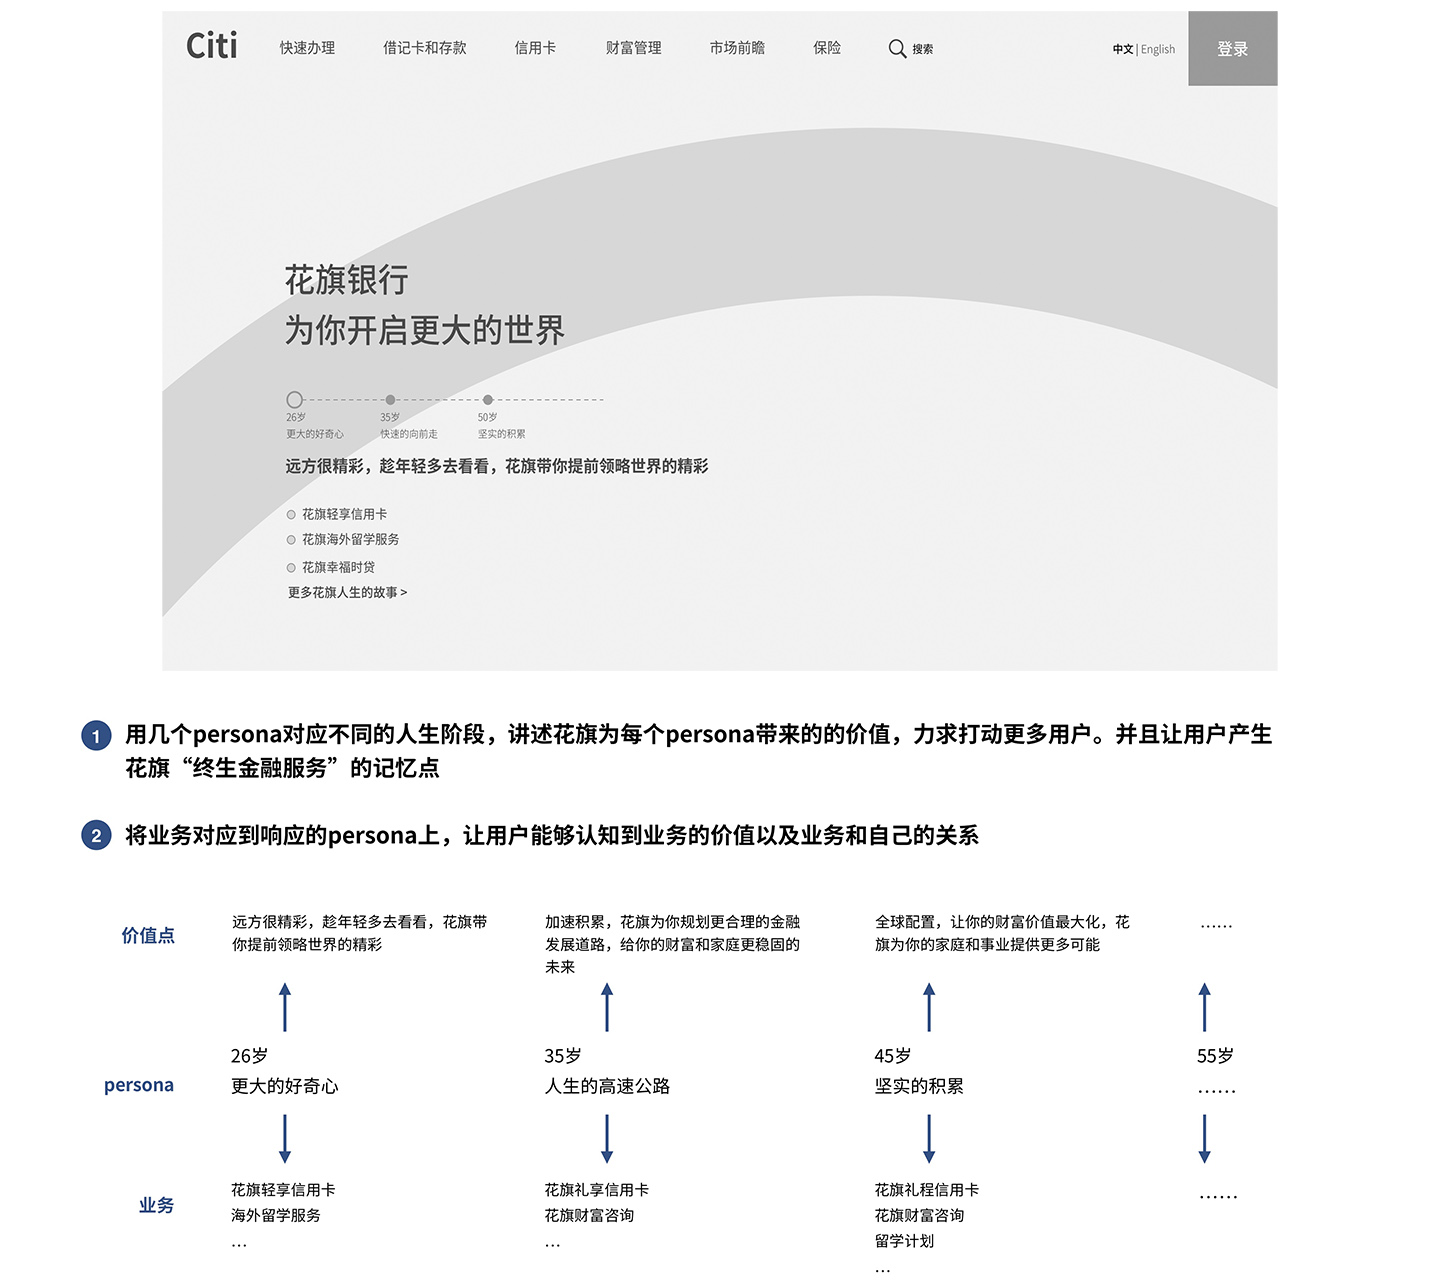 Citi
快速办理
借记卡和存款
信用卡
财富管理
市场前瞻
保险
搜索
中文 | English
登录
花旗银行
为你开启更大的世界
26岁
35岁
50岁
更大的好奇心
快速的向前走
坚实的积累
远方很精彩，趁年轻多去看看，花旗带你提前领略世界的精彩
花旗轻享信用卡
花旗海外留学服务
花旗幸福时贷
更多花旗人生的故事 >
1 用几个persona对应不同的人生阶段，讲述花旗为每个persona带来的的价值，力求打动更多用户。并且让用户产生
花旗“终生金融服务”的记忆点
2 将业务对应到响应的persona上，让用户能够认知到业务的价值以及业务和自己的关系
价值点
远方很精彩，趁年轻多去看看，花旗带
你提前领略世界的精彩
加速积累，花旗为你规划更合理的金融
发展道路，给你的财富和家庭更稳固的
未来
全球配置，让你的财富价值最大化，花
旗为你的家庭和事业提供更多可能
……
persona
26岁
更大的好奇心
35岁
人生的高速公路
45岁
坚实的积累
55岁
……
业务
花旗轻享信用卡
海外留学服务
…
花旗礼享信用卡
花旗财富咨询
…
花旗礼程信用卡
花旗财富咨询
留学计划
…
……